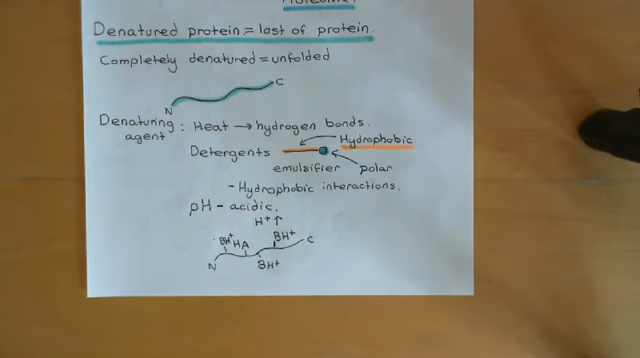 Denatured protein = lost of protein.
Completely denatured = unfolded
N C
Denaturing agent : Heat → hydrogen bonds.
Detergents Hydrophobic
emulsifier polar
- Hydrophobic interactions.
pH - acidic.
H+ ↑
BH+ HA BH+ C
N BH+